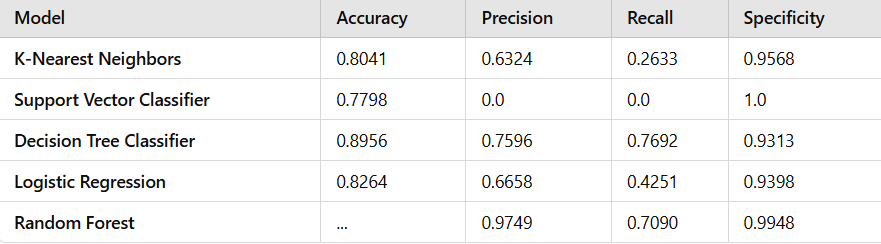 Model Accuracy Precision Recall Specificity
K-Nearest Neighbors 0.8041 0.6324 0.2633 0.9568
Support Vector Classifier 0.7798 0.0 0.0 1.0
Decision Tree Classifier 0.8956 0.7596 0.7692 0.9313
Logistic Regression 0.8264 0.6658 0.4251 0.9398
Random Forest ... 0.9749 0.7090 0.9948